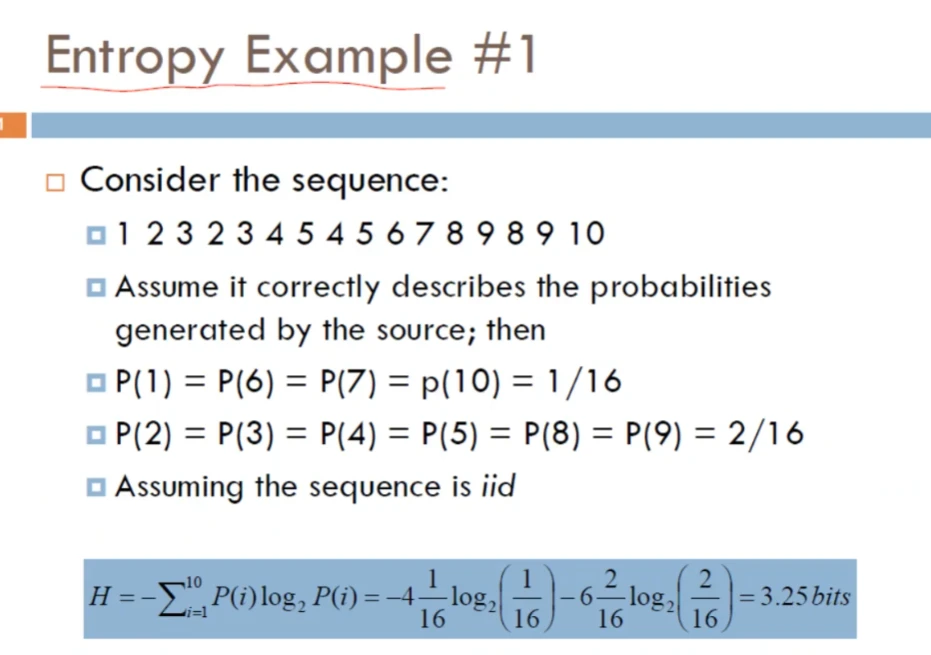 Entropy Example #1
Consider the sequence:
1 2 3 2 3 4 5 4 5 6 7 8 9 8 9 10
Assume it correctly describes the probabilities
generated by the source; then
P(1) = P(6) = P(7) = p(10) = 1/16
P(2) = P(3) = P(4) = P(5) = P(8) = P(9) = 2/16
Assuming the sequence is iid
H = -∑_{i=1}^{10} P(i) log₂ P(i) = -4 1/16 log₂(1/16) - 6 2/16 log₂(2/16) = 3.25 bits